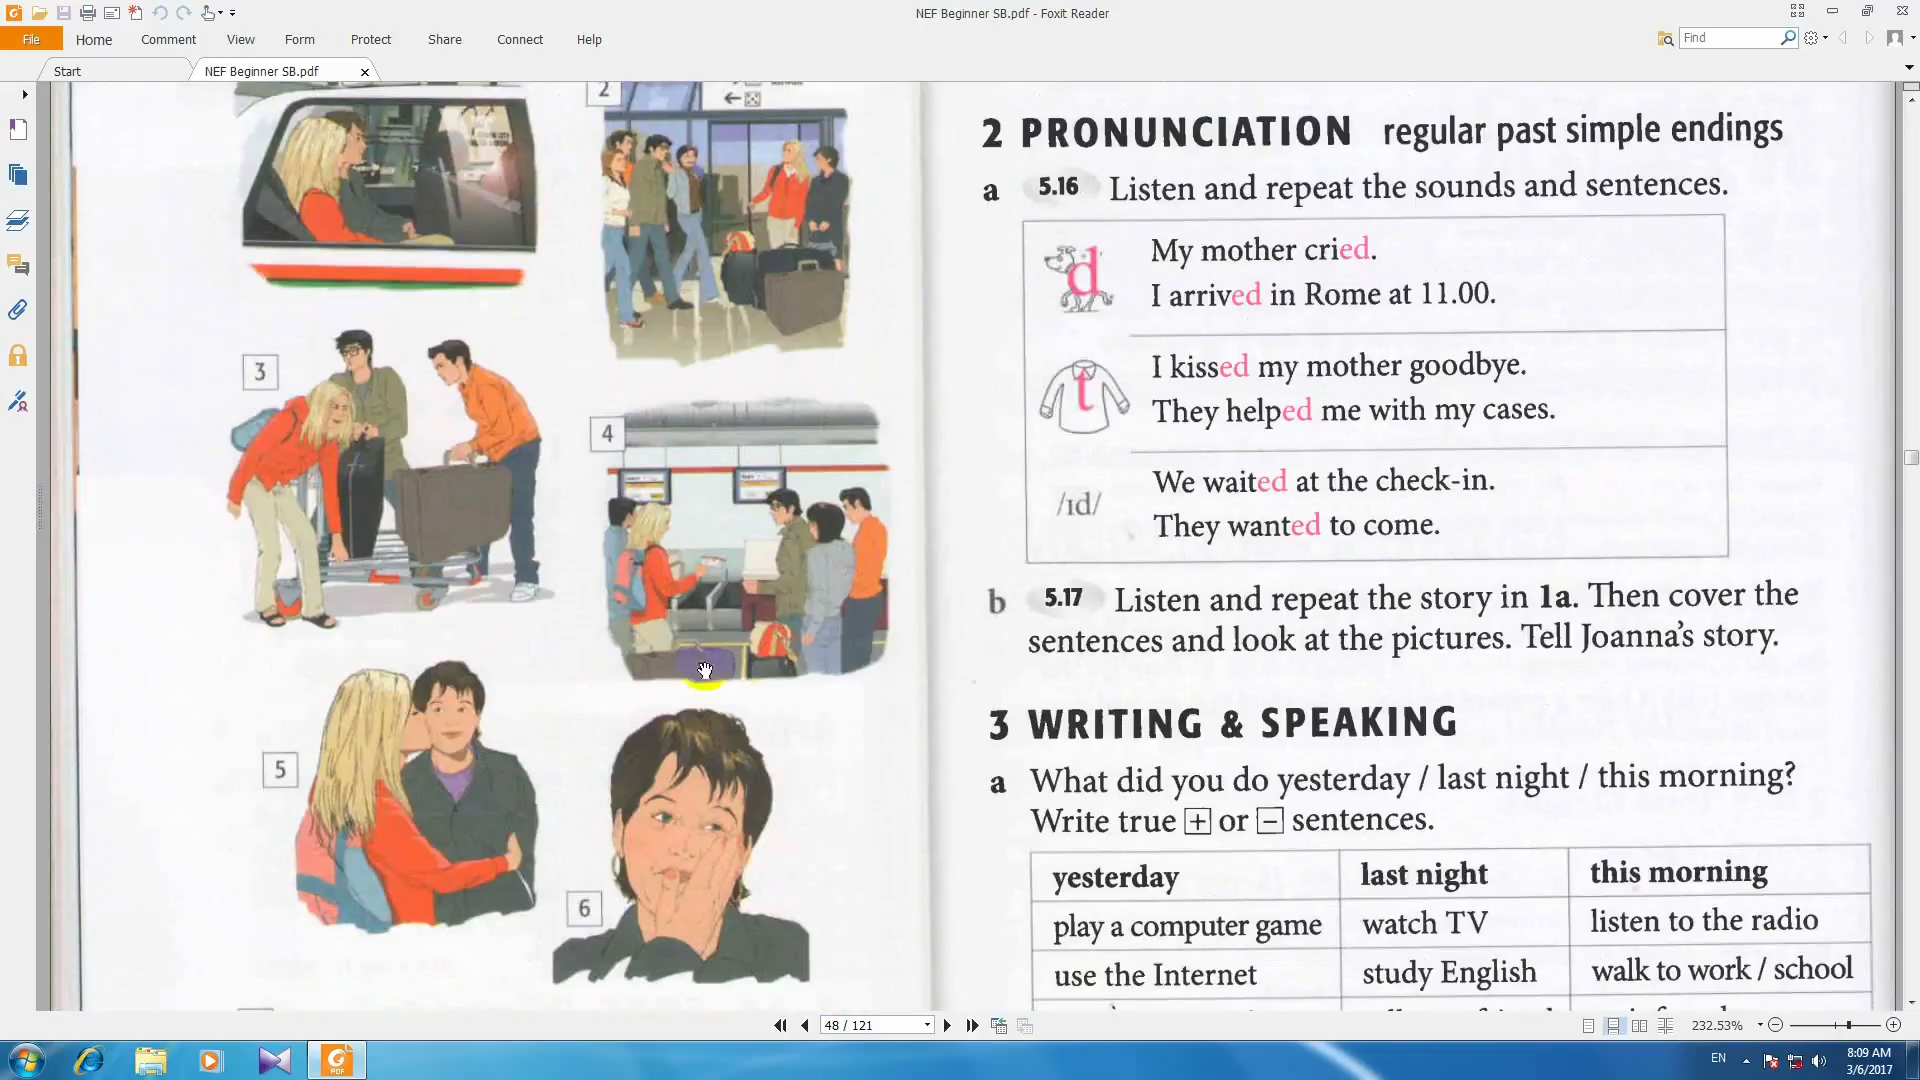 NEF Beginner SB.pdf - Foxit Reader
File Home Comment View Form Protect Share Connect Help
Find
Start
NEF Beginner SB.pdf
2
3
4
5
6
2 PRONUNCIATION regular past simple endings
a 5.16 Listen and repeat the sounds and sentences.
d
My mother cried.
I arrived in Rome at 11.00.
t
I kissed my mother goodbye.
They helped me with my cases.
/ɪd/
We waited at the check-in.
They wanted to come.
b 5.17 Listen and repeat the story in 1a. Then cover the
sentences and look at the pictures. Tell Joanna's story.
3 WRITING & SPEAKING
a What did you do yesterday / last night / this morning?
Write true + or − sentences.
yesterday last night this morning
play a computer game watch TV listen to the radio
use the Internet study English walk to work / school
48 / 121
232.53%
PDF
EN
8:09 AM
3/6/2017